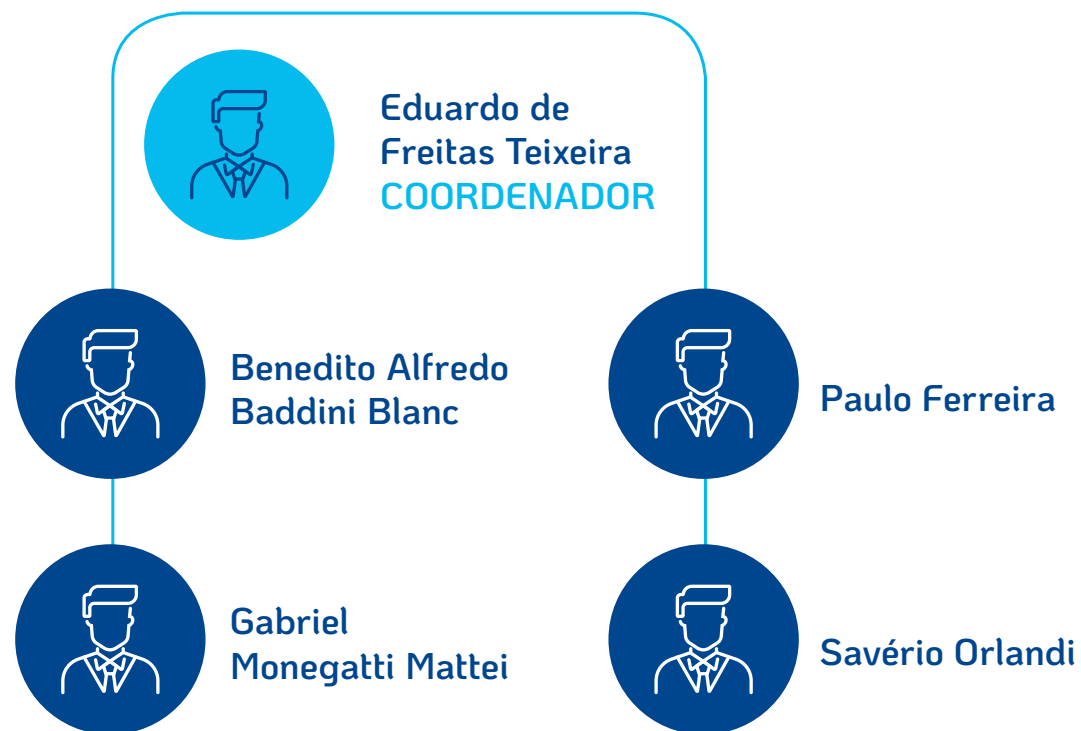 Eduardo de
Freitas Teixeira
COORDENADOR
Benedito Alfredo
Baddini Blanc
Paulo Ferreira
Gabriel
Monegatti Mattei
Savério Orlandi